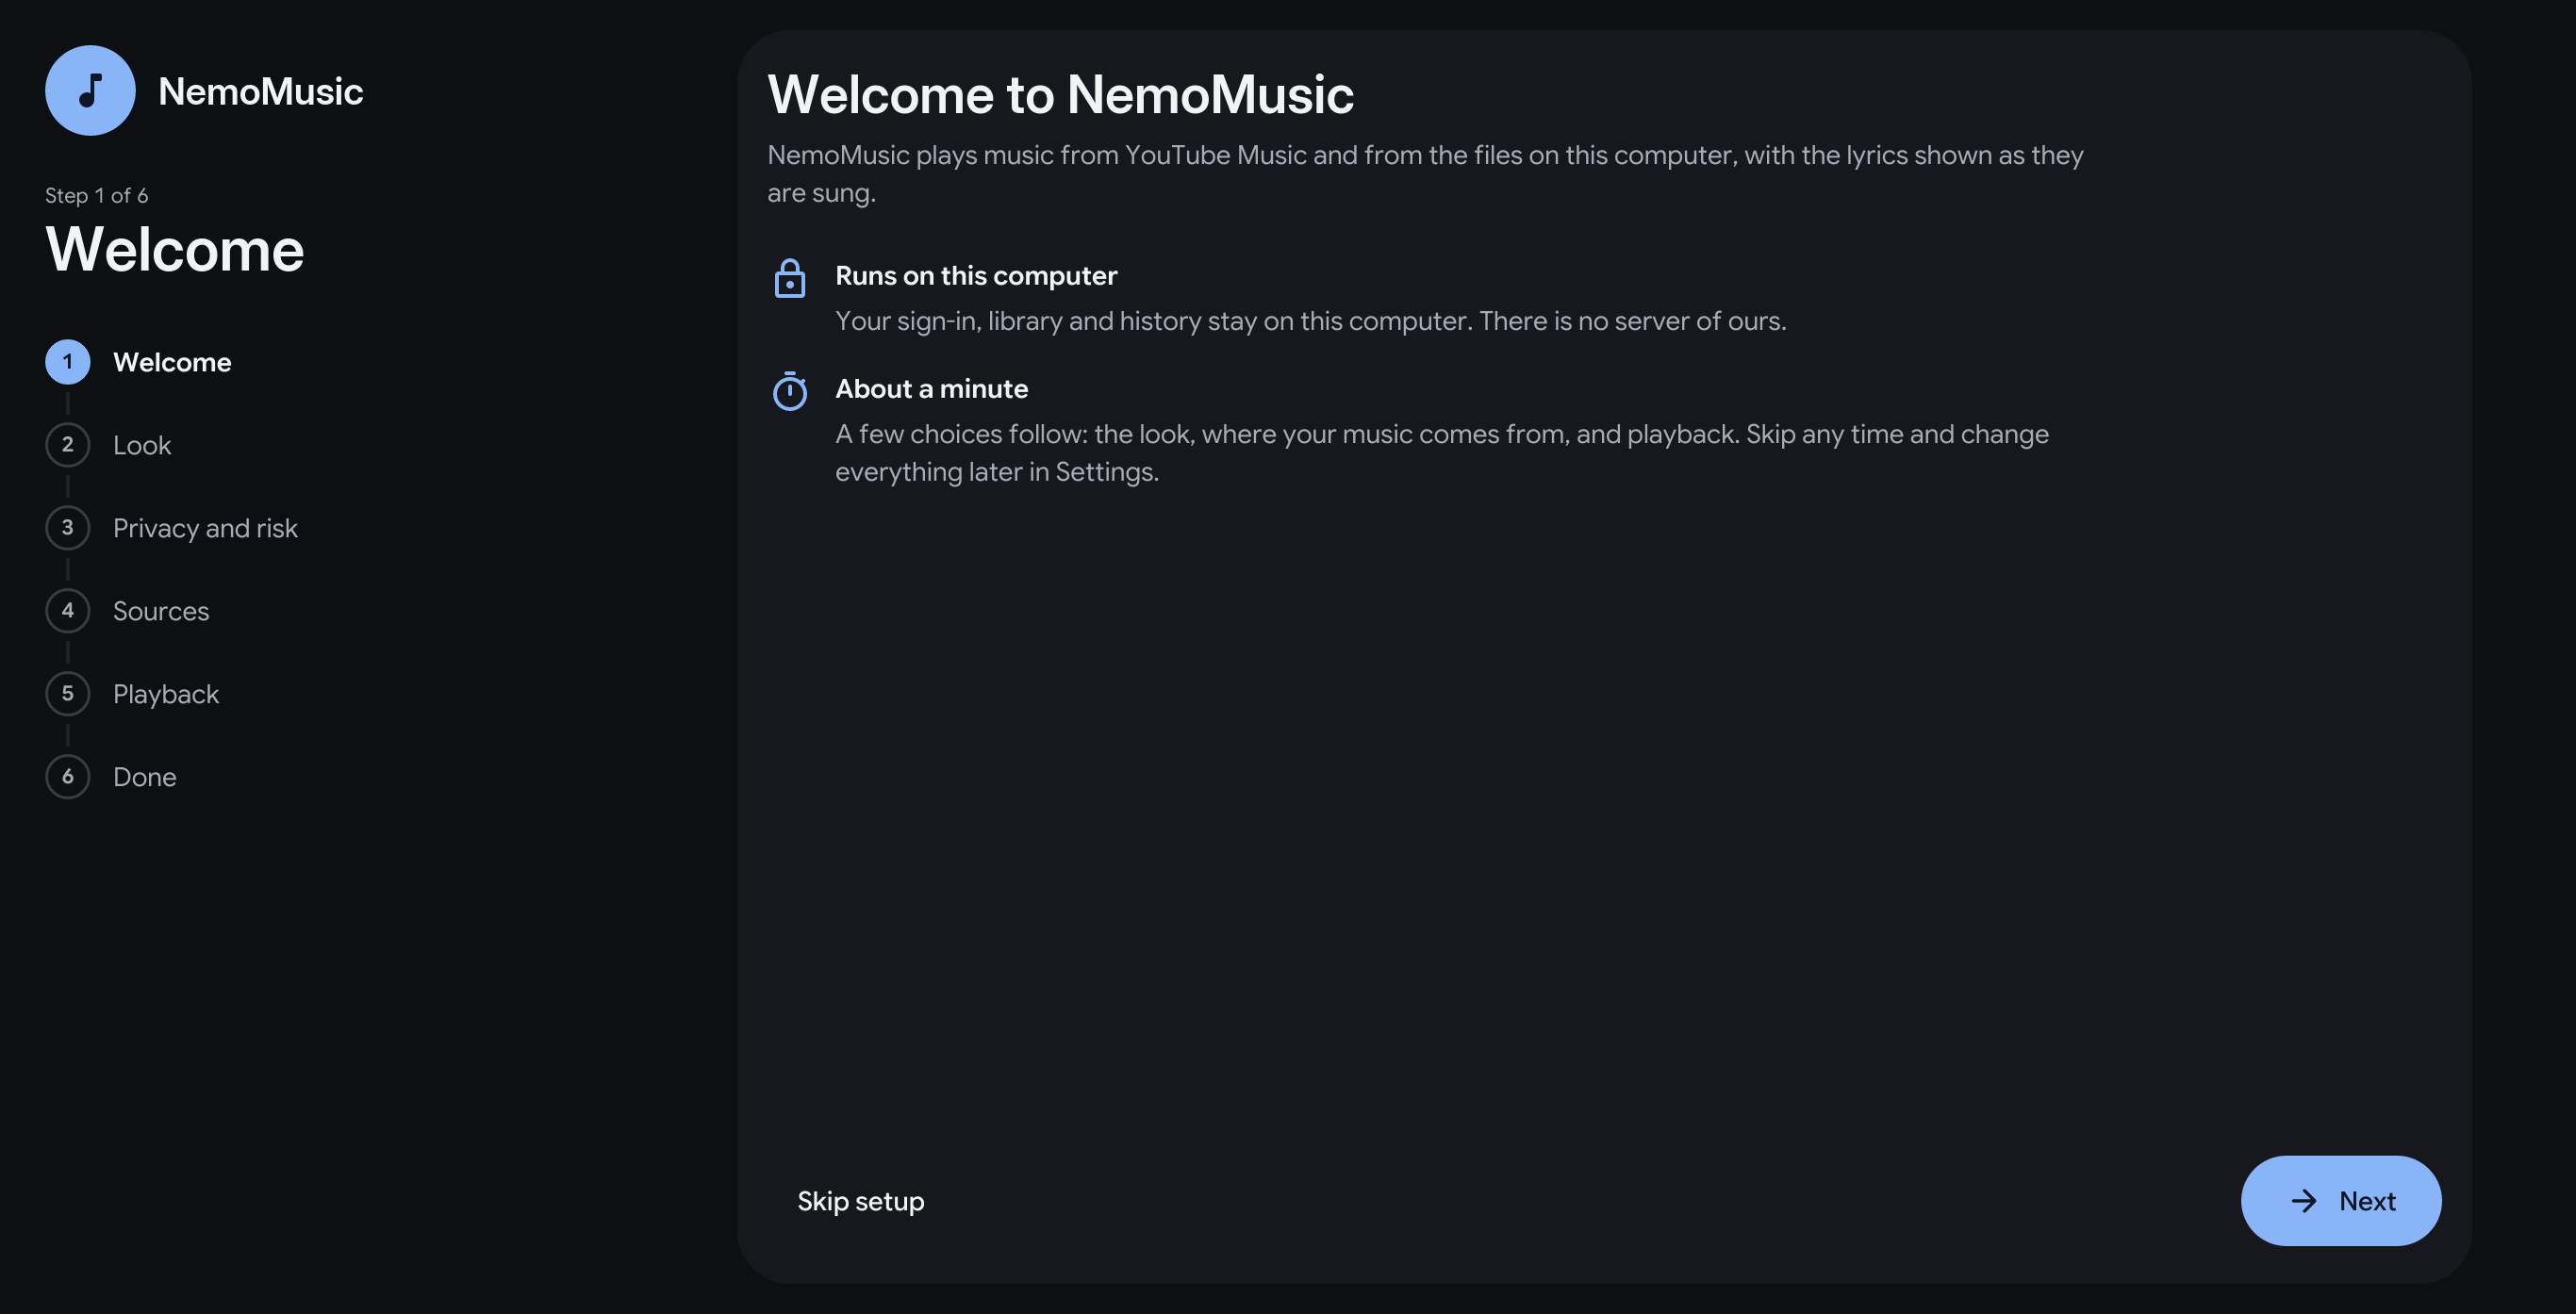 NemoMusic
Step 1 of 6
Welcome
1 Welcome
2 Look
3 Privacy and risk
4 Sources
5 Playback
6 Done
Welcome to NemoMusic
NemoMusic plays music from YouTube Music and from the files on this computer, with the lyrics shown as they
are sung.
Runs on this computer
Your sign-in, library and history stay on this computer. There is no server of ours.
About a minute
A few choices follow: the look, where your music comes from, and playback. Skip any time and change
everything later in Settings.
Skip setup
Next